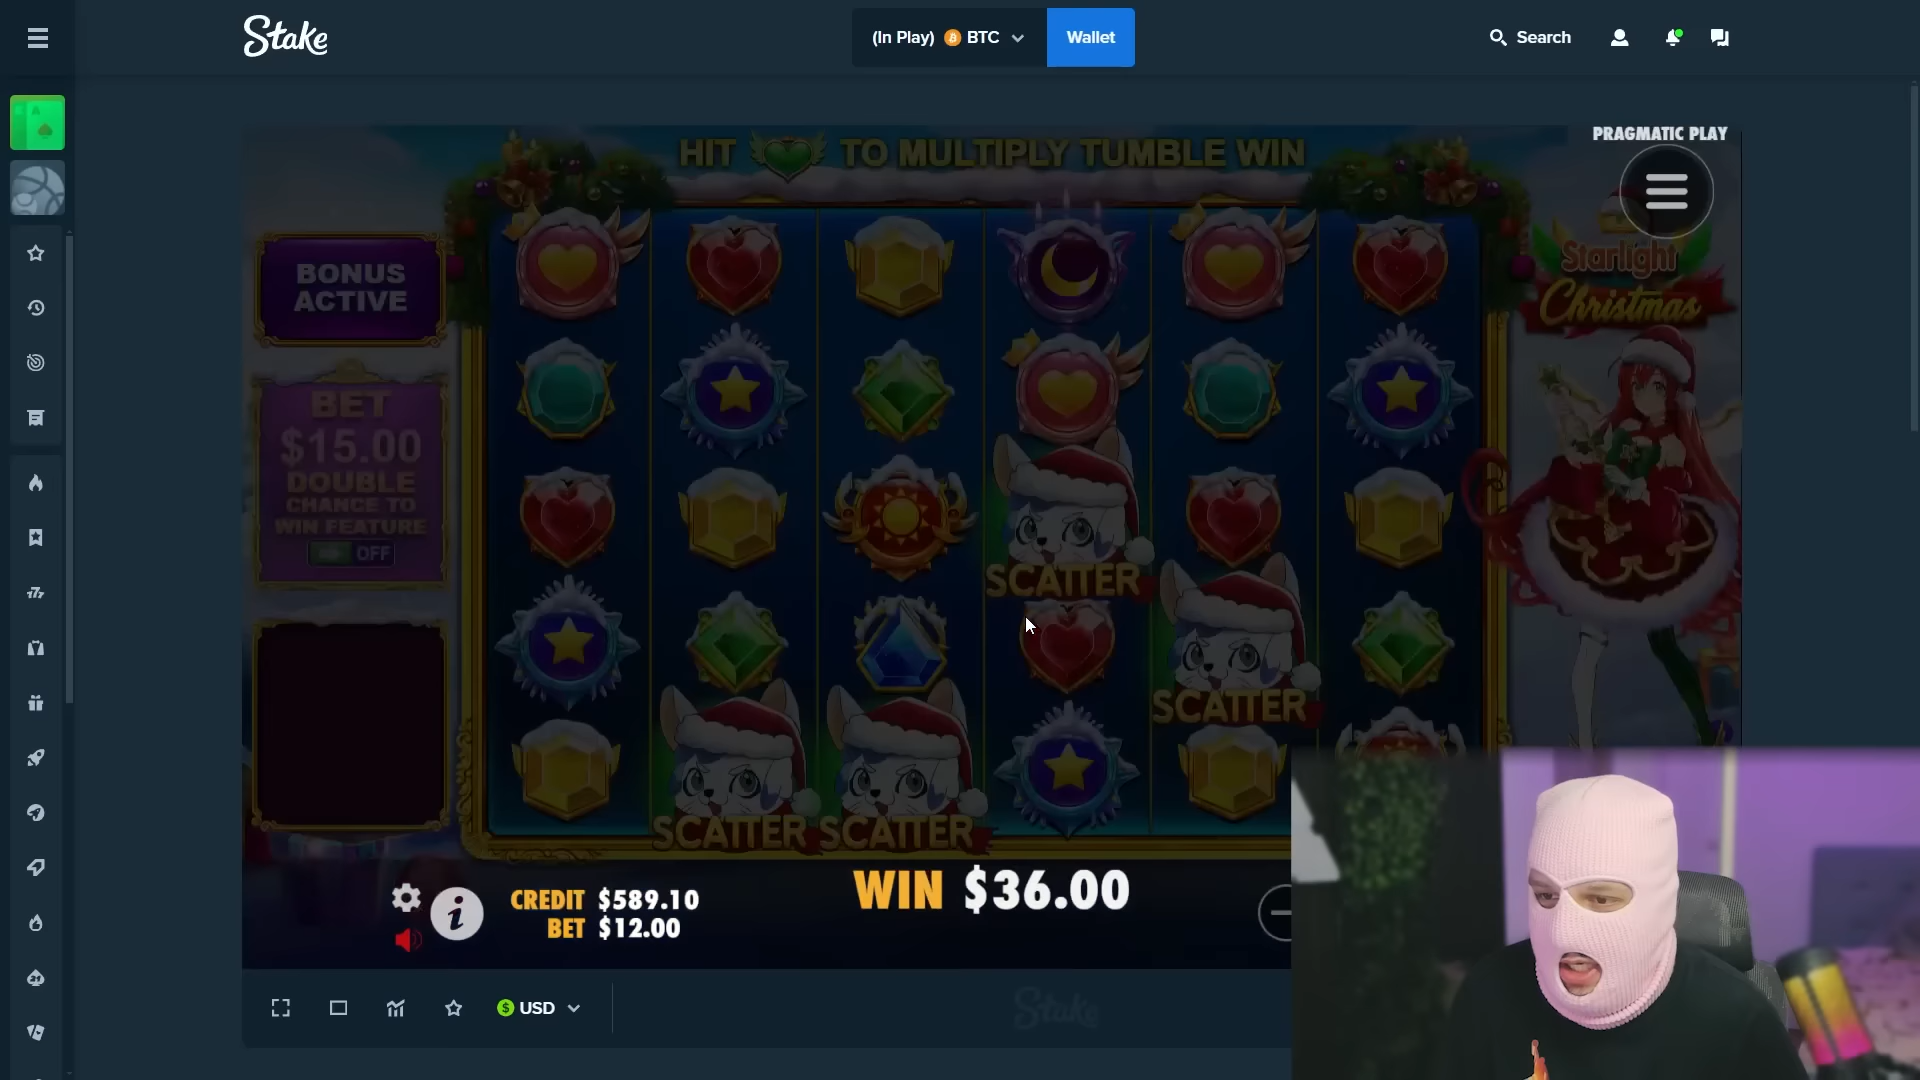 Stake
(In Play) BTC
Wallet
Search
HIT TO MULTIPLY TUMBLE WIN
PRAGMATIC PLAY
Starlight
Christmas
BONUS
ACTIVE
BET
$15.00
DOUBLE
CHANCE TO
WIN FEATURE
OFF
SCATTER
SCATTER
SCATTER
SCATTER
WIN $36.00
CREDIT $589.10
BET $12.00
USD
Stake